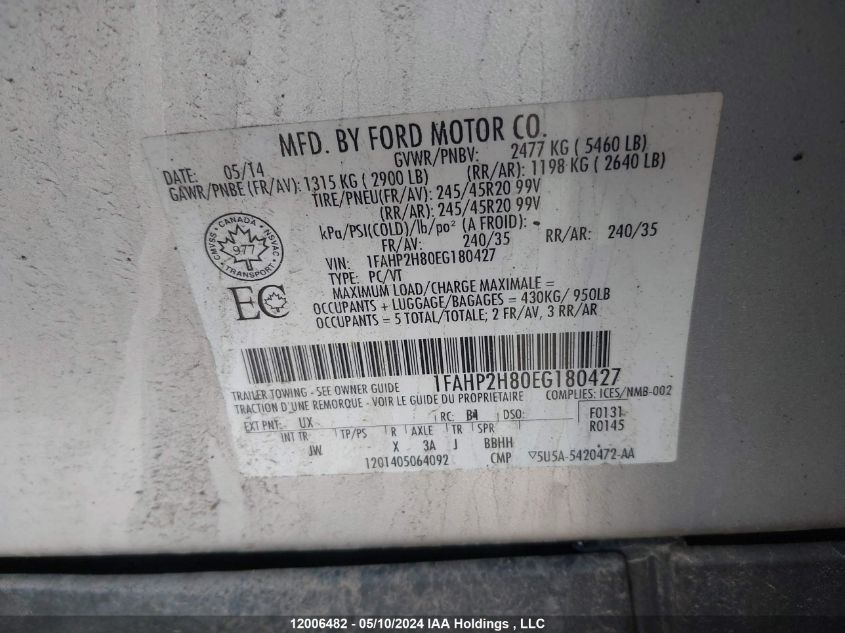 MFD. BY FORD MOTOR CO.
DATE: 05/14 GVWR/PNBV: 2477 KG ( 5460 LB)
GAWR/PNBE (FR/AV): 1315 KG ( 2900 LB) (RR/AR): 1198 KG ( 2640 LB)
TIRE/PNEU(FR/AV): 245/45R20 99V
(RR/AR): 245/45R20 99V
kPa/PSI(COLD)/lb/po² (A FROID):
FR/AV: 240/35 RR/AR: 240/35
CANADA
CMVSS NSVAC
977
TRANSPORT
VIN: 1FAHP2H80EG180427
TYPE: PC/VT
EC
MAXIMUM LOAD/CHARGE MAXIMALE =
OCCUPANTS + LUGGAGE/BAGAGES = 430KG/ 950LB
OCCUPANTS = 5 TOTAL/TOTALE; 2 FR/AV, 3 RR/AR
1FAHP2H80EG180427
TRAILER TOWING - SEE OWNER GUIDE COMPLIES: ICES/NMB-002
TRACTION D'UNE REMORQUE - VOIR LE GUIDE DU PROPRIETAIRE
EXT PNT: UX RC: B4 DSO: F0131
INT TR TP/PS R AXLE TR SPR R0145
JW X 3A J BBHH
1201405064092 CMP ▽5U5A-5420472-AA
12006482 - 05/10/2024 IAA Holdings , LLC